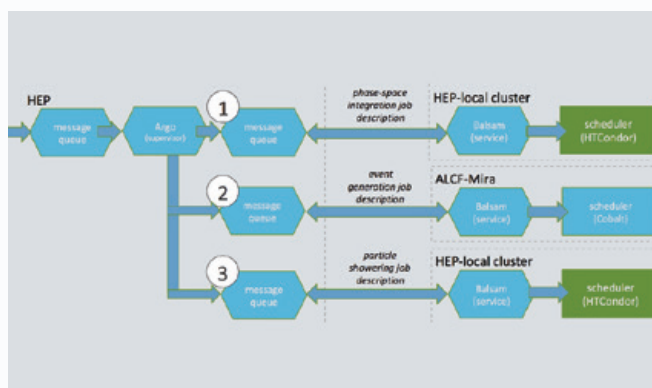 HEP
message
queue
Argo
(supervisor)
1
message
queue
phase-space
integration job
description
HEP-local cluster
Balsam
(service)
scheduler
(HTCondor)
2
message
queue
event
generation job
description
ALCF-Mira
Balsam
(service)
scheduler
(Cobalt)
3
message
queue
particle
showering job
description
HEP-local cluster
Balsam
(service)
scheduler
(HTCondor)